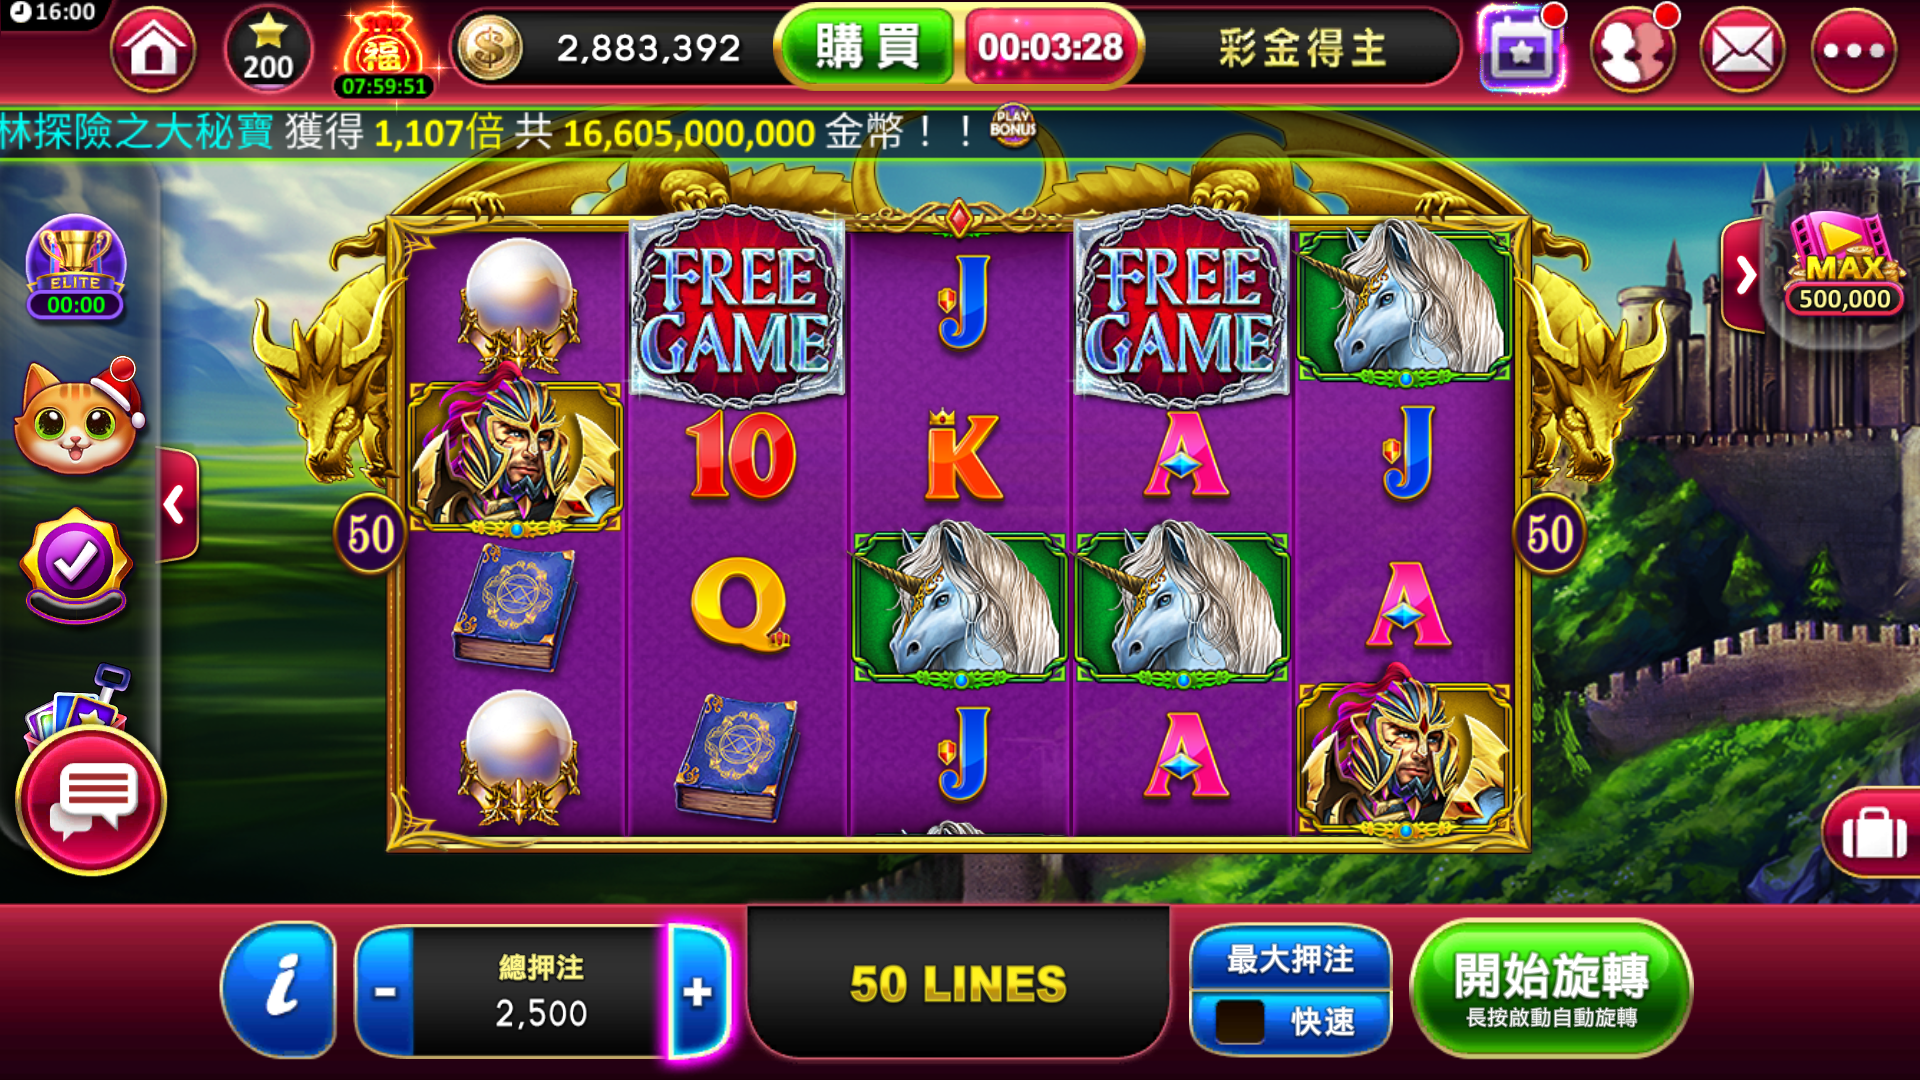 16:00
200
福
07:59:51
2,883,392
購買
00:03:28
彩金得主
林探險之大秘寶 獲得 1,107倍 共 16,605,000,000 金幣！！
PLAY BONUS
ELITE
00:00
MAX
500,000
FREE GAME
J
FREE GAME
10
K
A
J
50
50
Q
A
J
A
i
-
總押注
2,500
+
50 LINES
最大押注
快速
開始旋轉
長按啟動自動旋轉